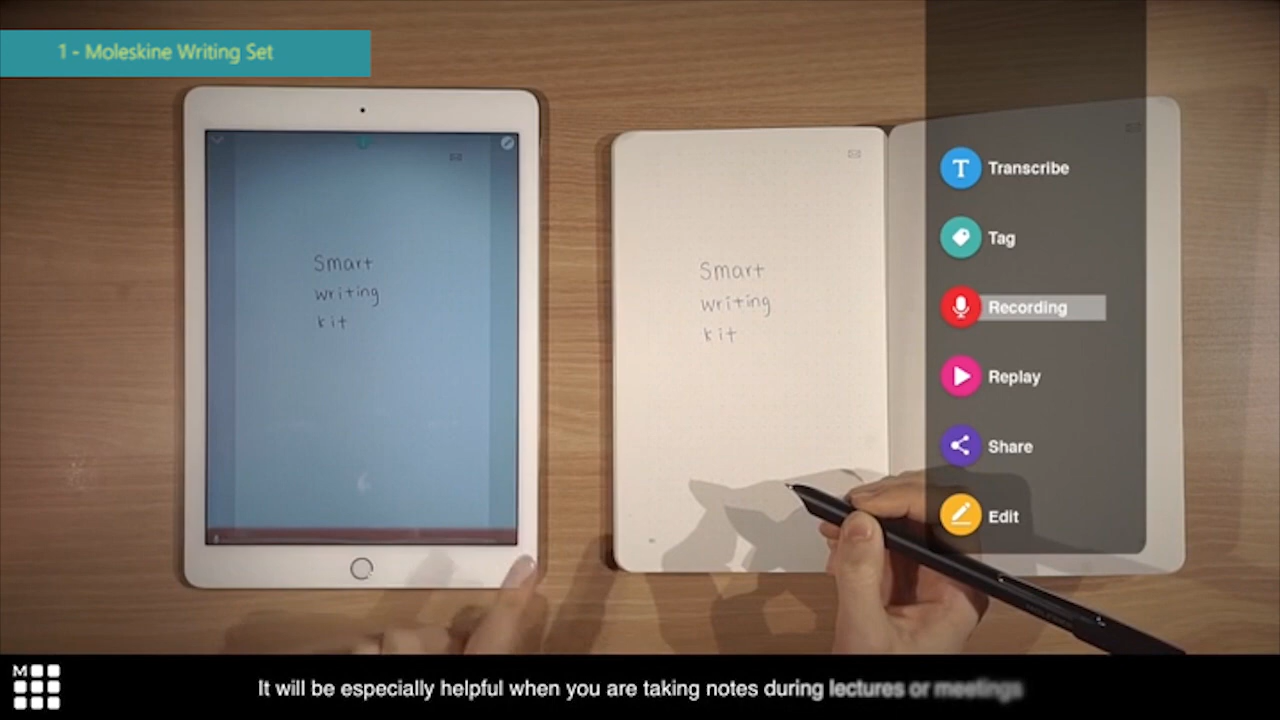 1 - Moleskine Writing Set
Smart
writing
kit
Smart
writing
kit
Transcribe
Tag
Recording
Replay
Share
Edit
M
It will be especially helpful when you are taking notes during lectures or meetings